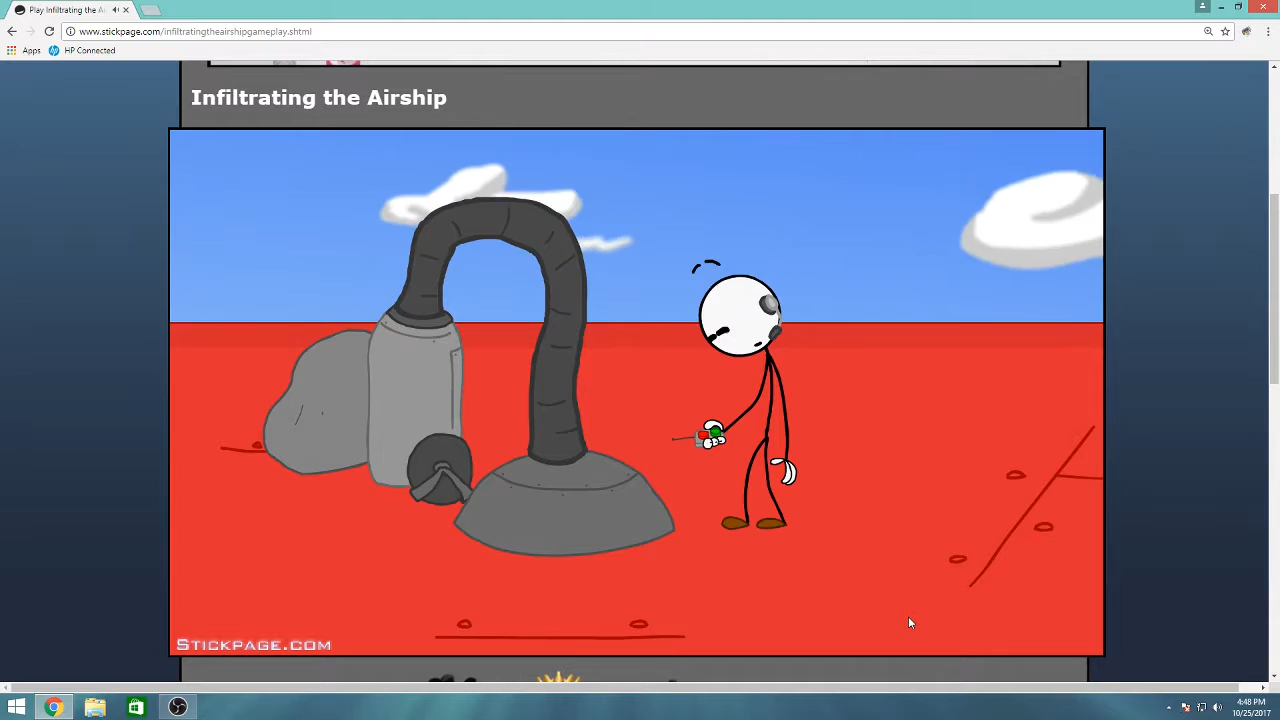 Play Infiltrating the Ai
www.stickpage.com/infiltratingtheairshipgameplay.shtml
Apps
HP Connected
Infiltrating the Airship
STICKPAGE.COM
4:48 PM
10/25/2017